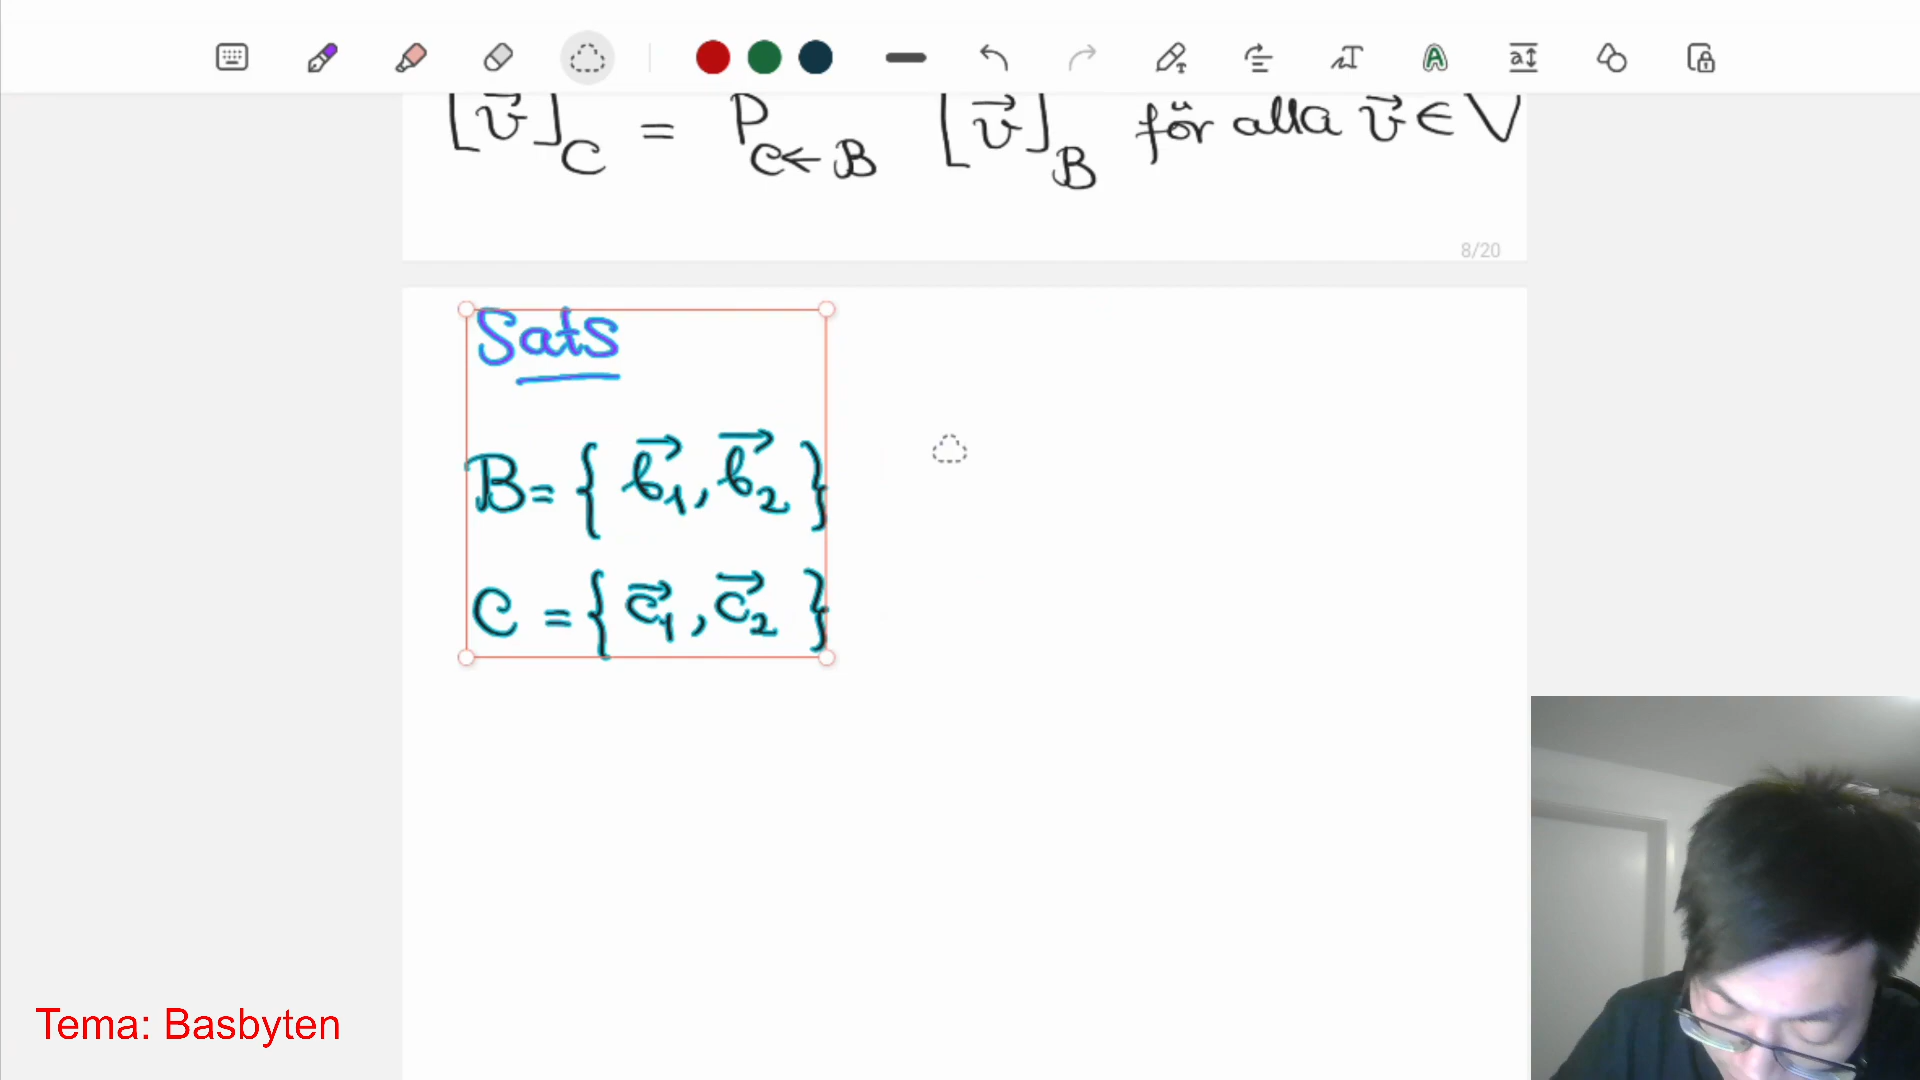 [v⃗]_C = P_{C←B} [v⃗]_B för alla v⃗ ∈ V
8/20
Sats
B = { b⃗₁, b⃗₂ }
C = { c⃗₁, c⃗₂ }
Tema: Basbyten